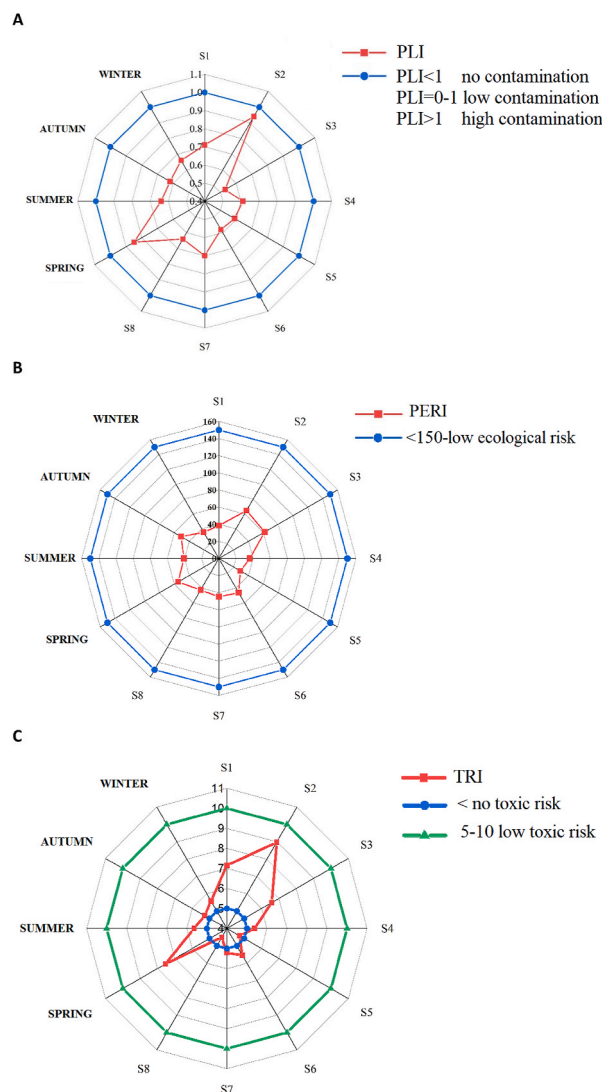 A
S1
S2
S3
S4
S5
S6
S7
S8
SPRING
SUMMER
AUTUMN
WINTER
1.1
1.0
0.9
0.8
0.7
0.6
0.5
0.4
PLI
PLI<1 no contamination
PLI=0-1 low contamination
PLI>1 high contamination
B
S1
S2
S3
S4
S5
S6
S7
S8
SPRING
SUMMER
AUTUMN
WINTER
160
140
120
100
80
60
40
20
0
PERI
<150-low ecological risk
C
S1
S2
S3
S4
S5
S6
S7
S8
SPRING
SUMMER
AUTUMN
WINTER
11
10
9
8
7
6
5
4
TRI
< no toxic risk
5-10 low toxic risk